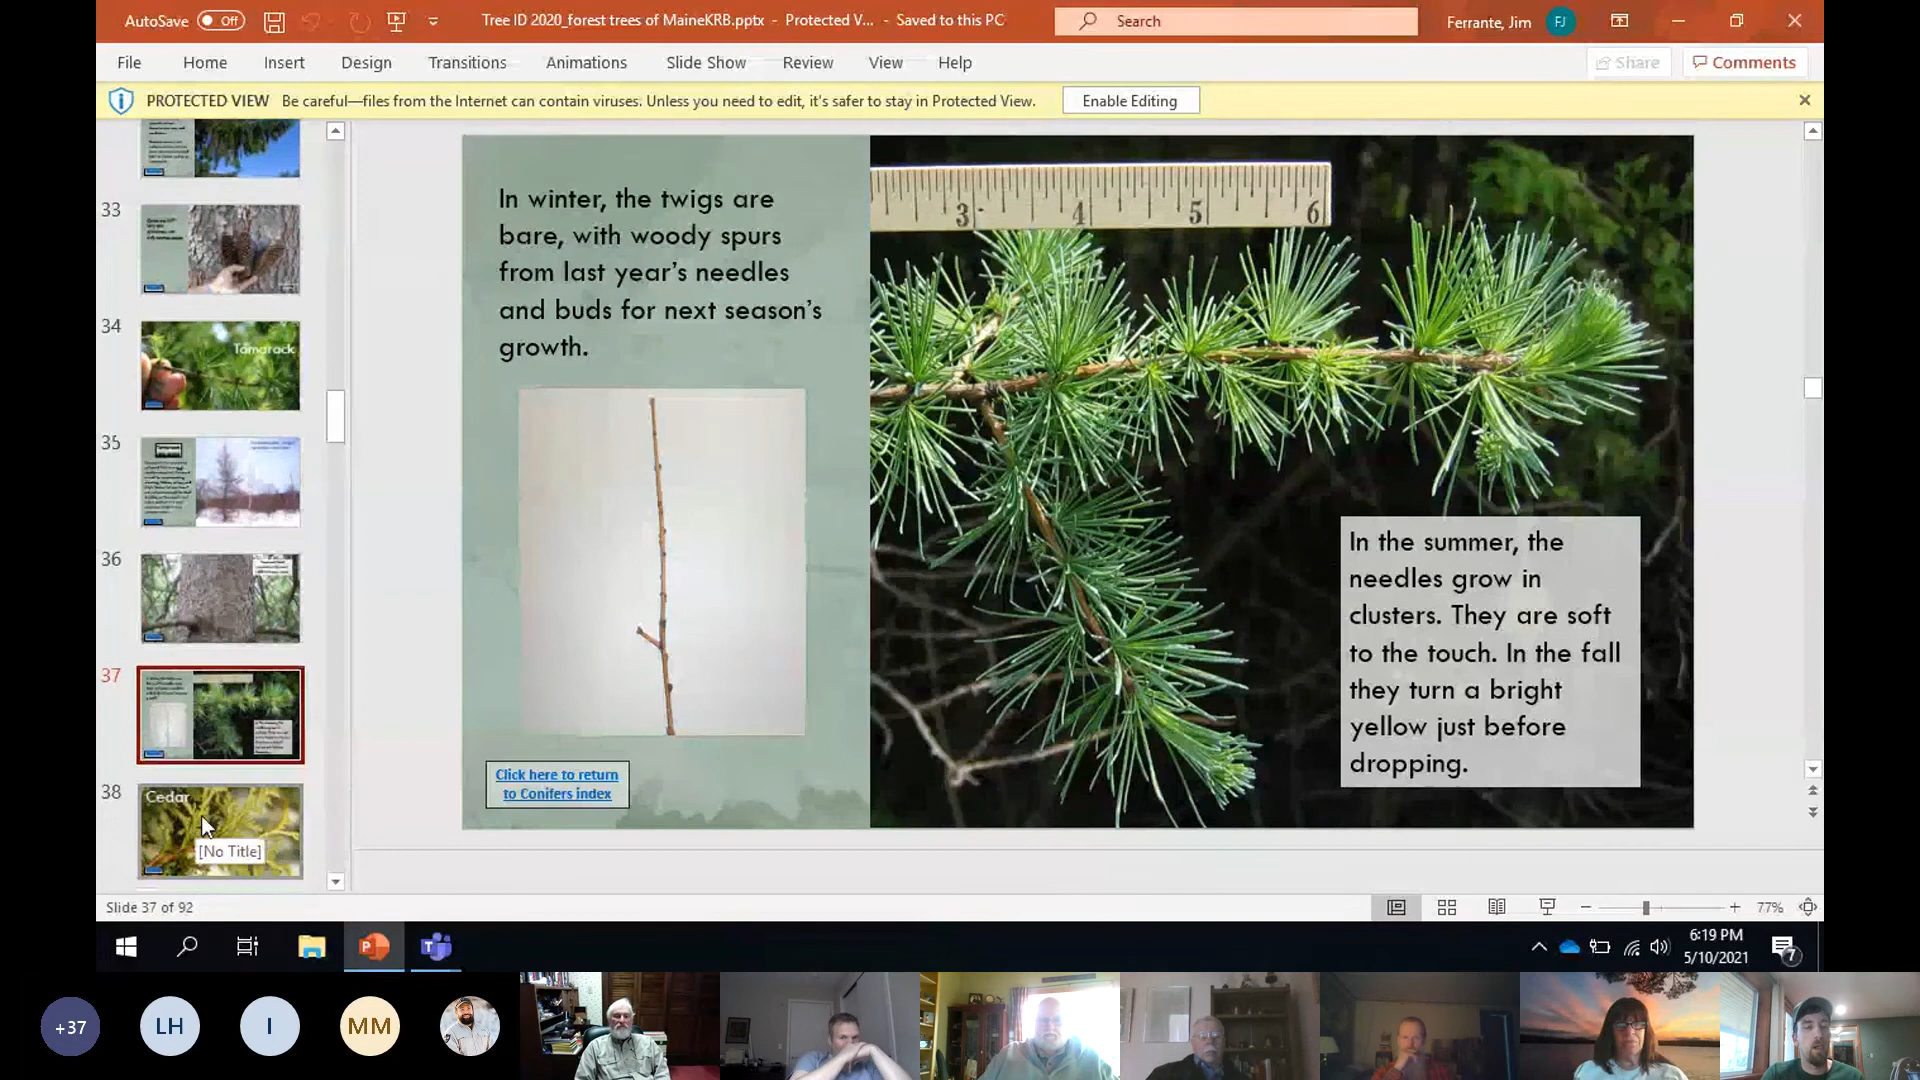 AutoSave Off
Tree ID 2020_forest trees of MaineKRB.pptx - Protected V... - Saved to this PC
Search
Ferrante, Jim FJ
File Home Insert Design Transitions Animations Slide Show Review View Help
Share Comments
PROTECTED VIEW Be careful—files from the Internet can contain viruses. Unless you need to edit, it's safer to stay in Protected View.
Enable Editing
33
34
Tamarack
35
36
37
38
Cedar
[No Title]
In winter, the twigs are
bare, with woody spurs
from last year's needles
and buds for next season's
growth.
Click here to return
to Conifers index
3 4 5 6
In the summer, the
needles grow in
clusters. They are soft
to the touch. In the fall
they turn a bright
yellow just before
dropping.
Slide 37 of 92
77%
6:19 PM
5/10/2021
7
+37
LH
I
MM